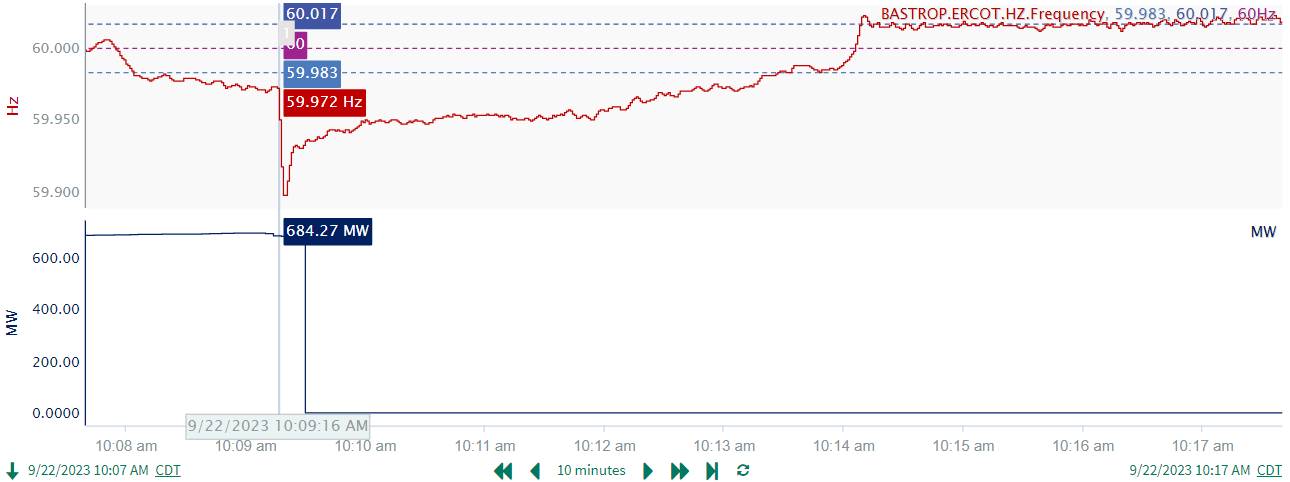 60.017
BASTROP.ERCOT.HZ.Frequency, 59.983, 60.017, 60Hz
60.000
60
59.983
59.972 Hz
Hz
59.950
59.900
684.27 MW
MW
600.00
400.00
MW
200.00
0.0000
9/22/2023 10:09:16 AM
10:08 am 10:09 am 10:10 am 10:11 am 10:12 am 10:13 am 10:14 am 10:15 am 10:16 am 10:17 am
9/22/2023 10:07 AM CDT 10 minutes 9/22/2023 10:17 AM CDT